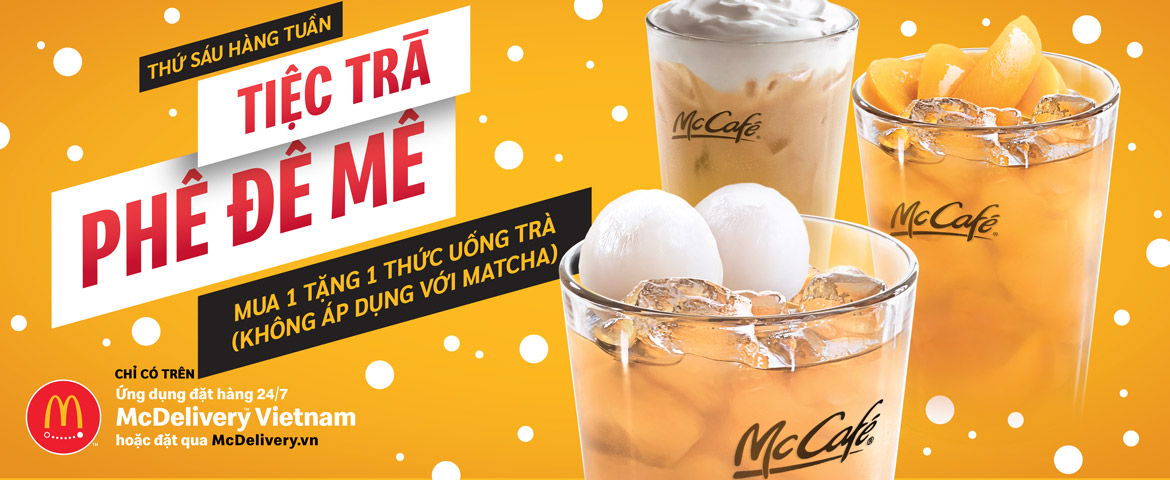 THỨ SÁU HÀNG TUẦN
TIỆC TRÀ
PHÊ ĐÊ MÊ
MUA 1 TẶNG 1 THỨC UỐNG TRÀ
(KHÔNG ÁP DỤNG VỚI MATCHA)
CHỈ CÓ TRÊN
Ứng dụng đặt hàng 24/7
McDelivery™ Vietnam
hoặc đặt qua McDelivery.vn
™
McCafé®
McCafé®
McCafé®